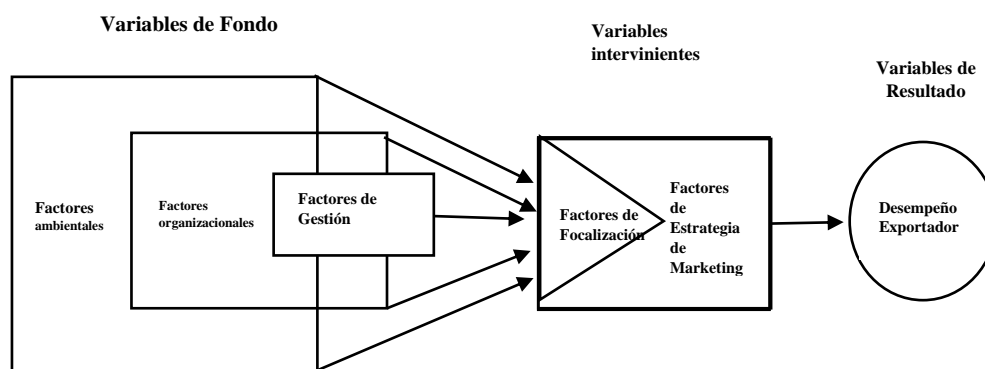 Variables de Fondo
Variables
intervinientes
Variables de
Resultado
Factores
ambientales
Factores
organizacionales
Factores de
Gestión
Factores de
Focalización
Factores
de
Estrategia
de
Marketing
Desempeño
Exportador